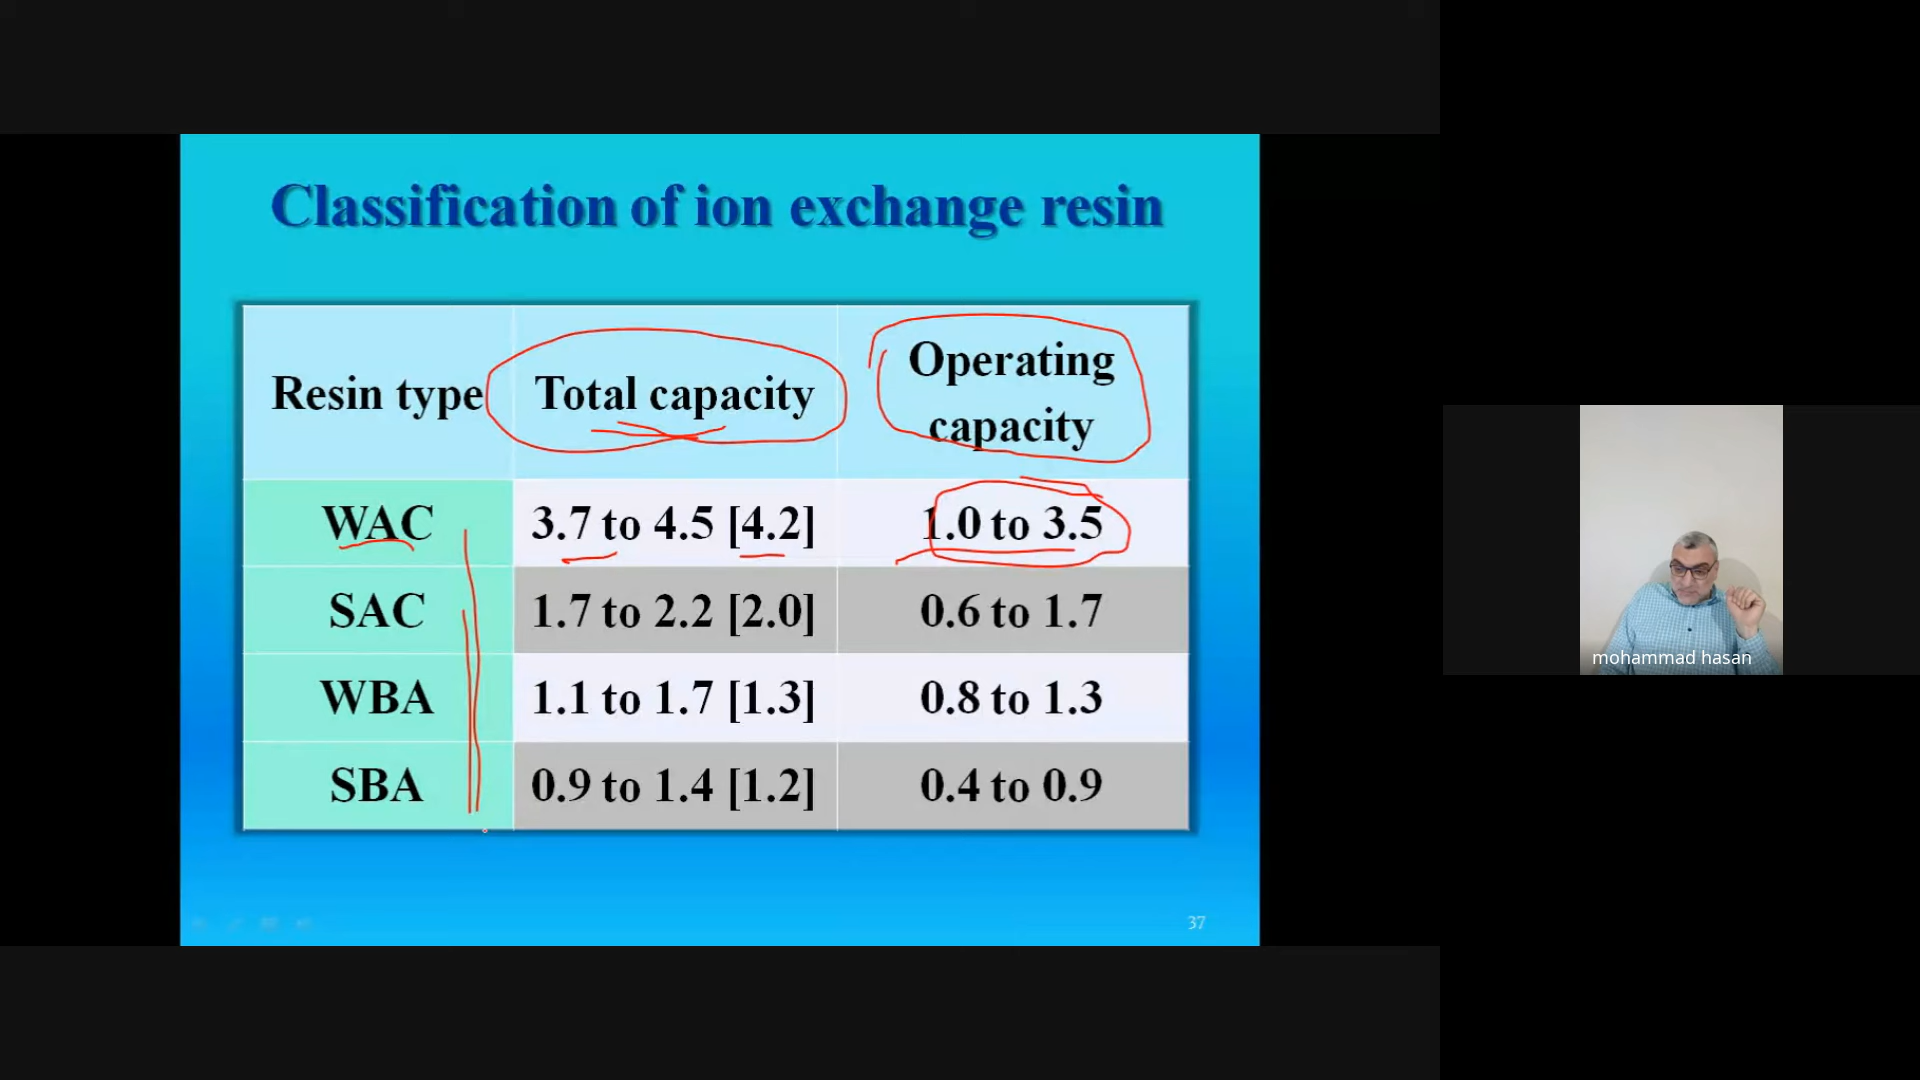 Classification of ion exchange resin
Resin type Total capacity Operating capacity
WAC 3.7 to 4.5 [4.2] 1.0 to 3.5
SAC 1.7 to 2.2 [2.0] 0.6 to 1.7
WBA 1.1 to 1.7 [1.3] 0.8 to 1.3
SBA 0.9 to 1.4 [1.2] 0.4 to 0.9
37
mohammad hasan